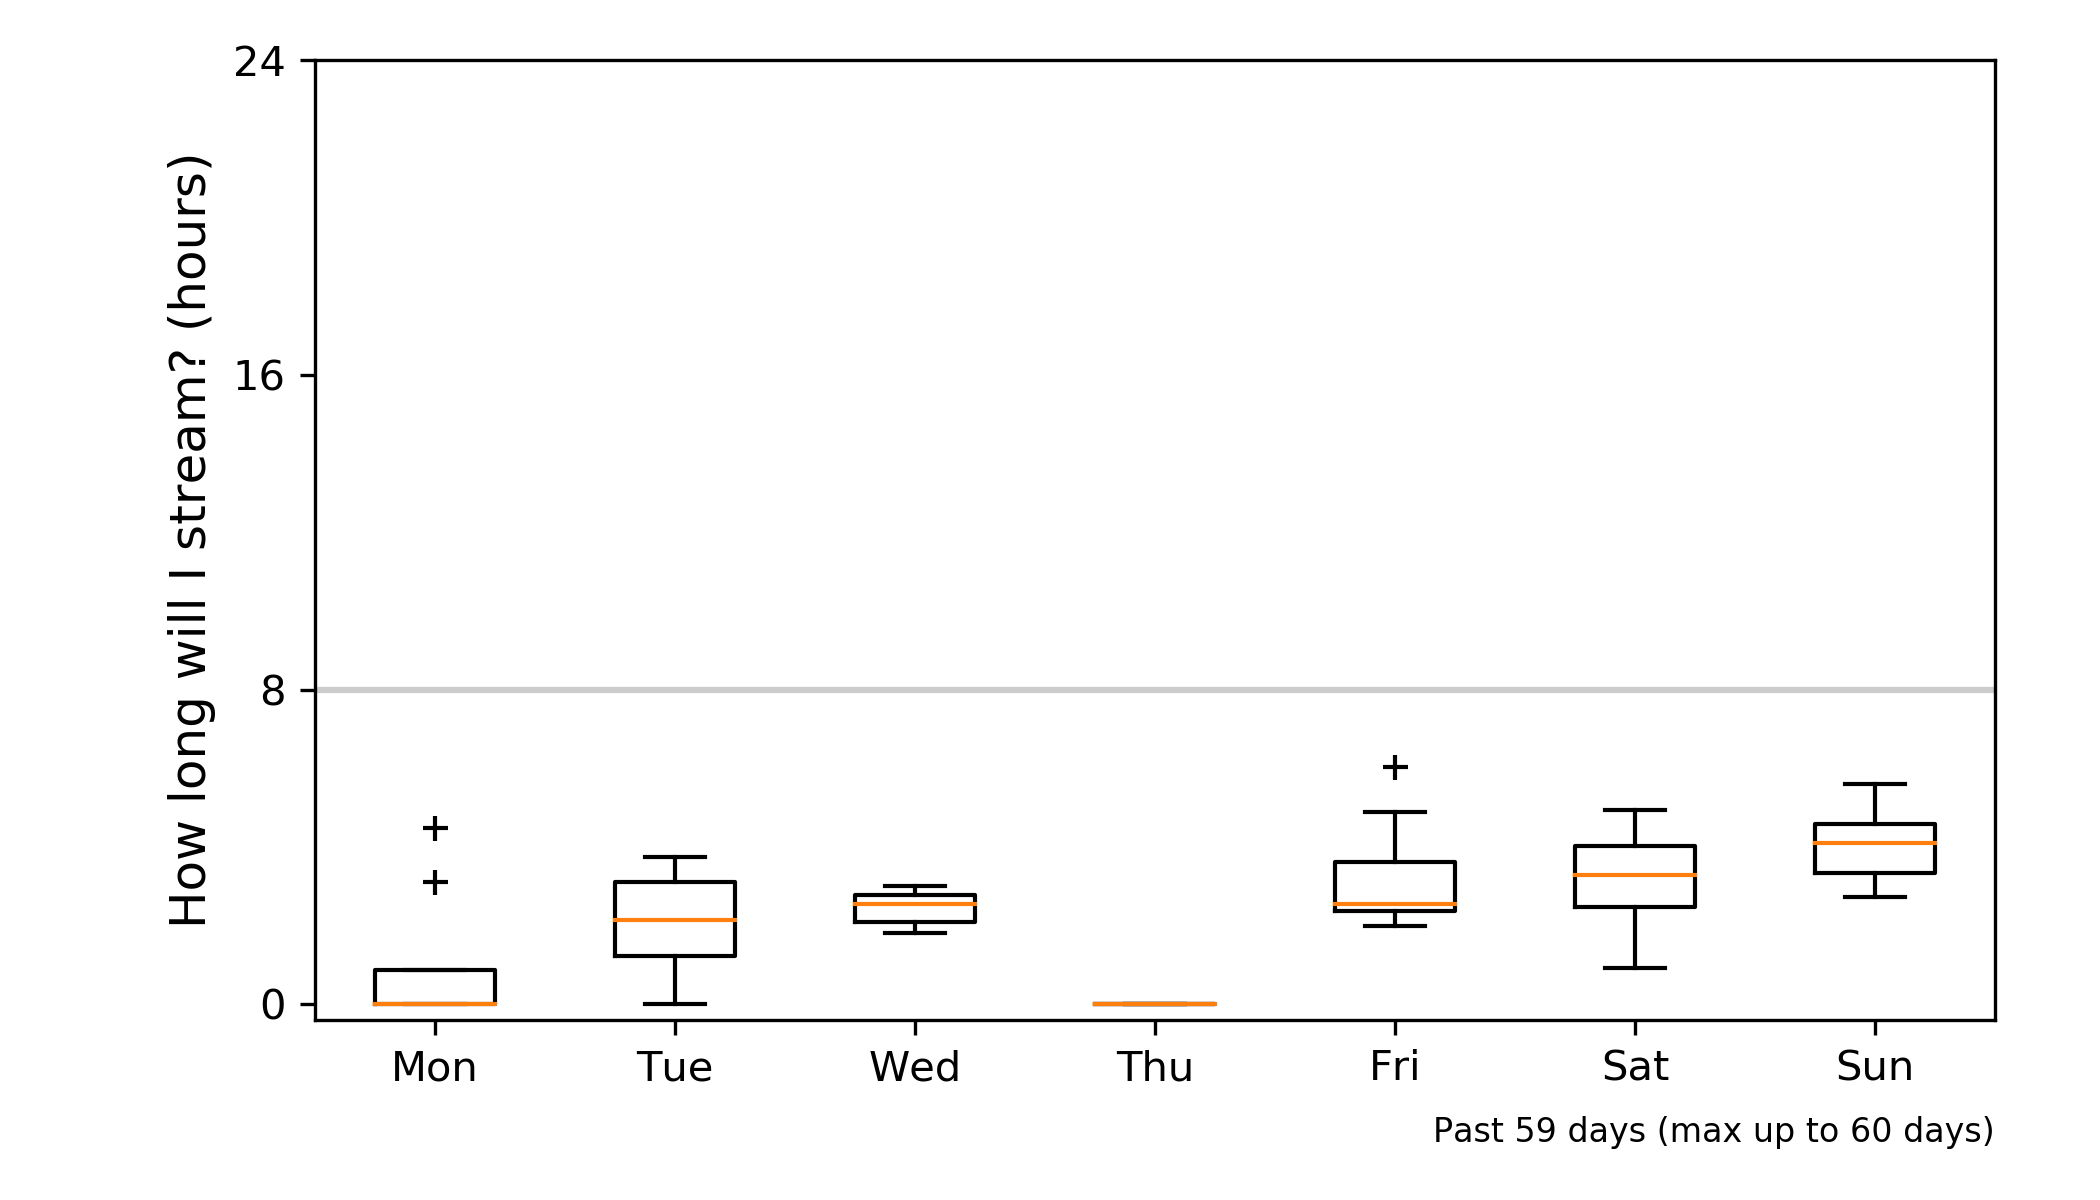 How long will I stream? (hours)
24
16
8
0
Mon Tue Wed Thu Fri Sat Sun
Past 59 days (max up to 60 days)